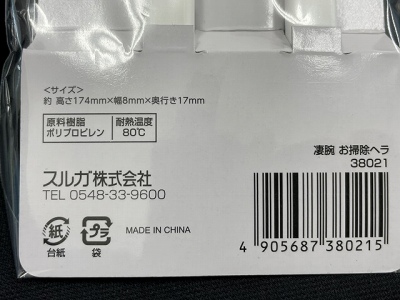 <サイズ>
約 高さ174mm×幅8mm×奥行き17mm
原料樹脂
ポリプロピレン
耐熱温度
80℃
凄腕 お掃除ヘラ
38021
スルガ株式会社
TEL 0548-33-9600
紙
台紙
プラ
袋
MADE IN CHINA
4 905687 380215